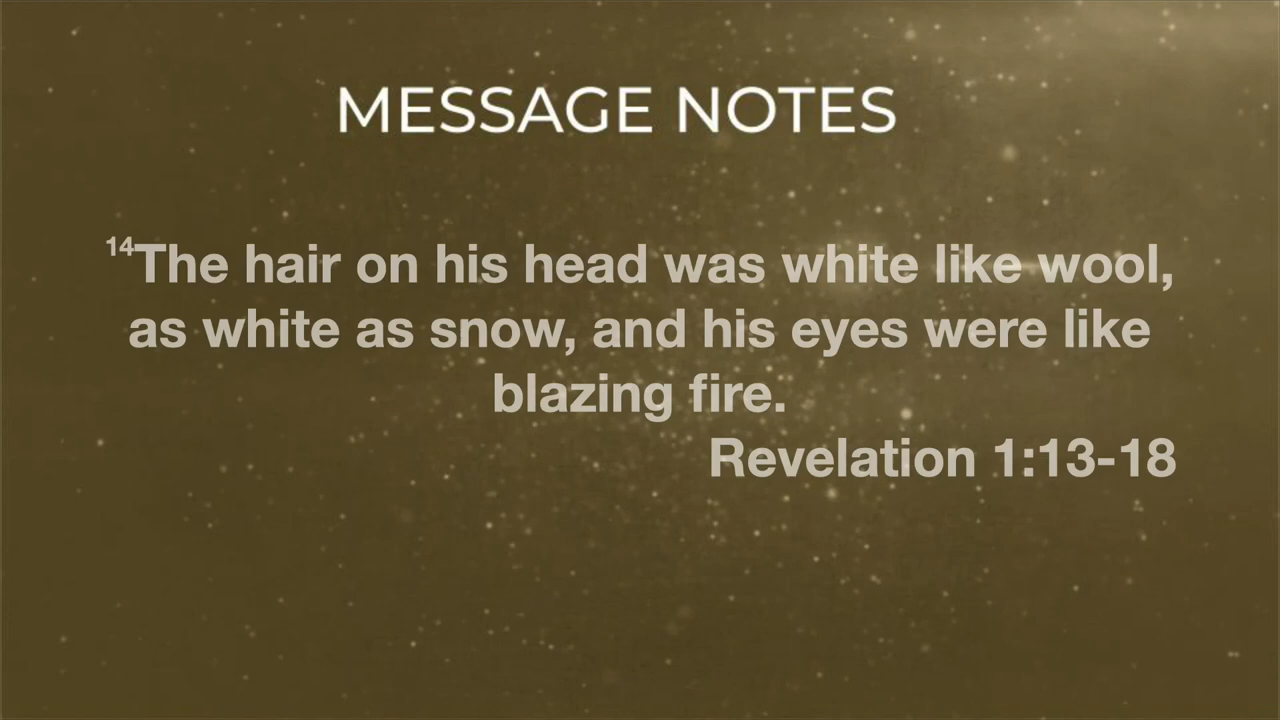 MESSAGE NOTES
14The hair on his head was white like wool,
as white as snow, and his eyes were like
blazing fire.
Revelation 1:13-18